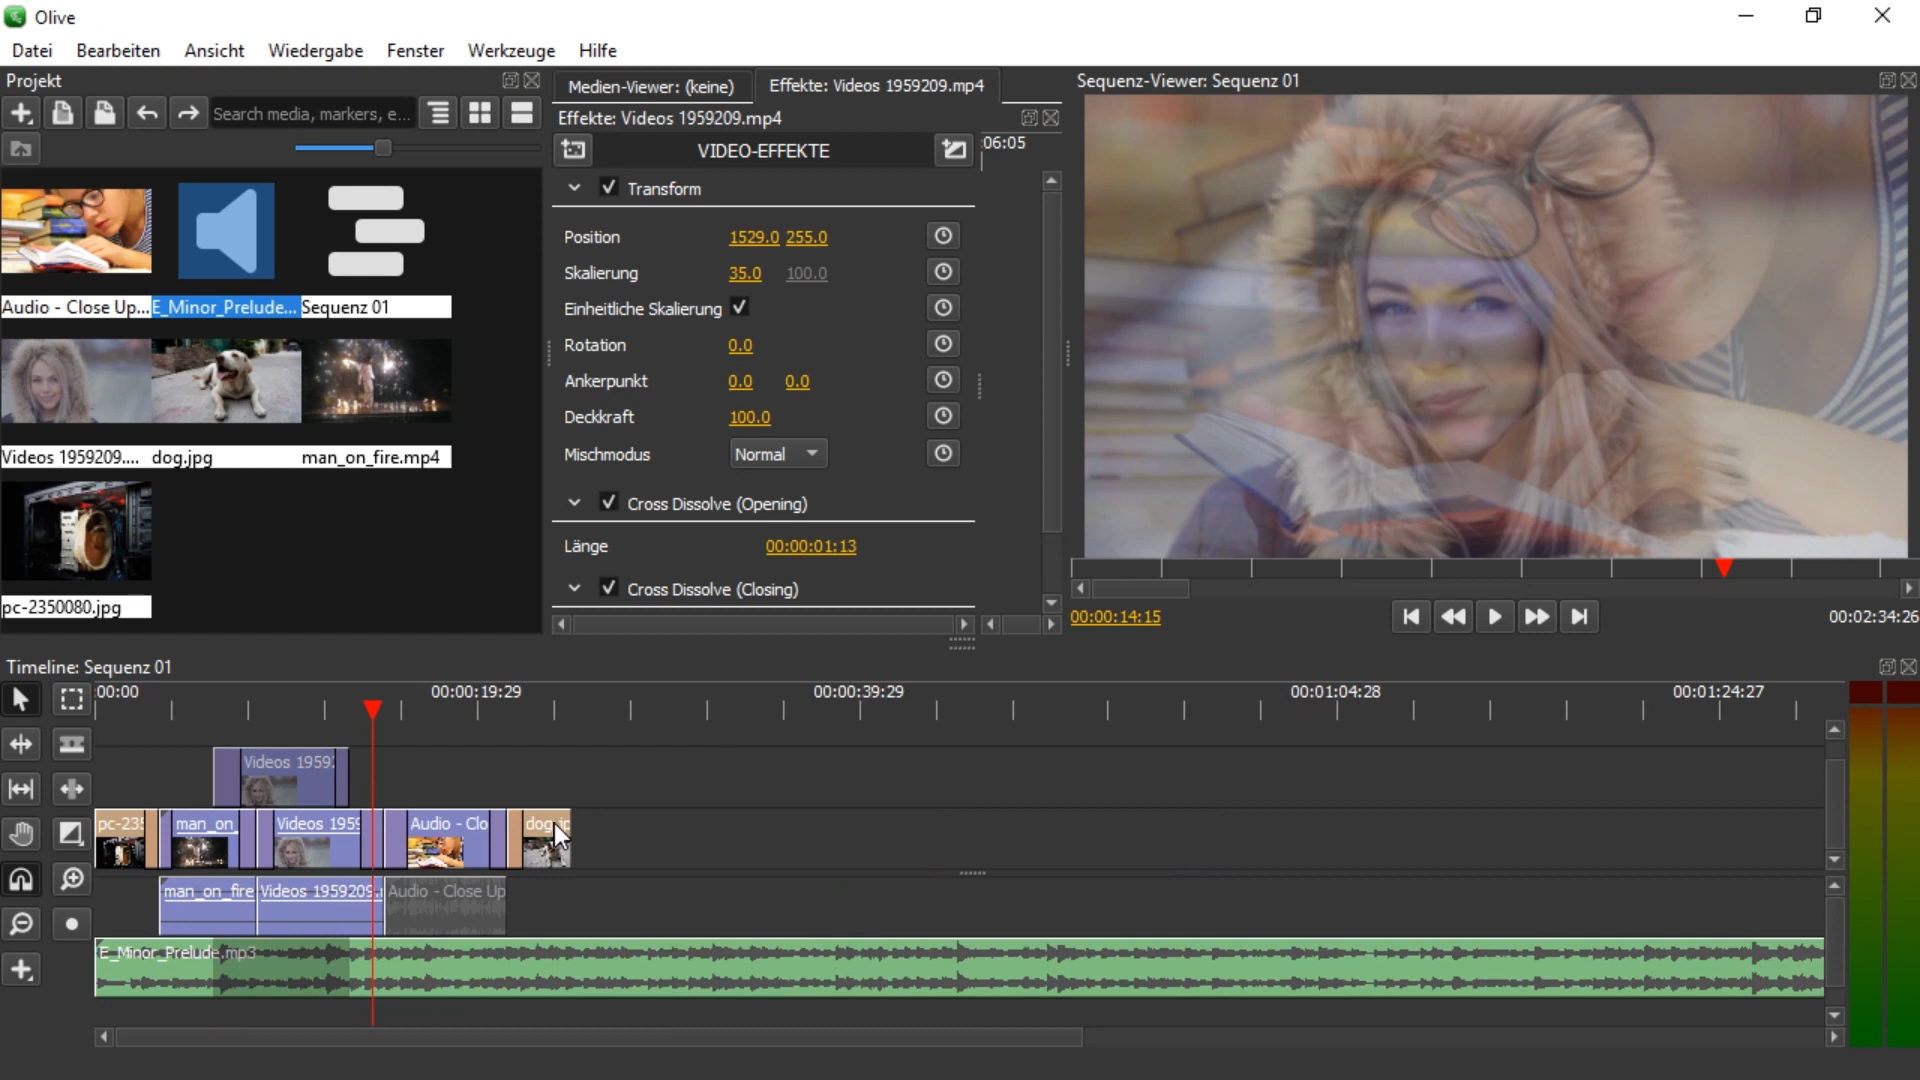 Olive
Datei Bearbeiten Ansicht Wiedergabe Fenster Werkzeuge Hilfe
Projekt
Search media, markers, e...
Audio - Close Up... E_Minor_Prelude... Sequenz 01
Videos 1959209.... dog.jpg man_on_fire.mp4
pc-2350080.jpg
Medien-Viewer: (keine) Effekte: Videos 1959209.mp4
Effekte: Videos 1959209.mp4
VIDEO-EFFEKTE
:06:05
Transform
Position 1529.0 255.0
Skalierung 35.0 100.0
Einheitliche Skalierung
Rotation 0.0
Ankerpunkt 0.0 0.0
Deckkraft 100.0
Mischmodus Normal
Cross Dissolve (Opening)
Länge 00:00:01:13
Cross Dissolve (Closing)
Sequenz-Viewer: Sequenz 01
00:00:14:15 00:02:34:26
Timeline: Sequenz 01
:00:00 00:00:19:29 00:00:39:29 00:01:04:28 00:01:24:27
Videos 1959
pc-235 man_on_ Videos 1959 Audio - Clo dog.jp
man_on_fire Videos 1959209. Audio - Close Up
E_Minor_Prelude.mp3